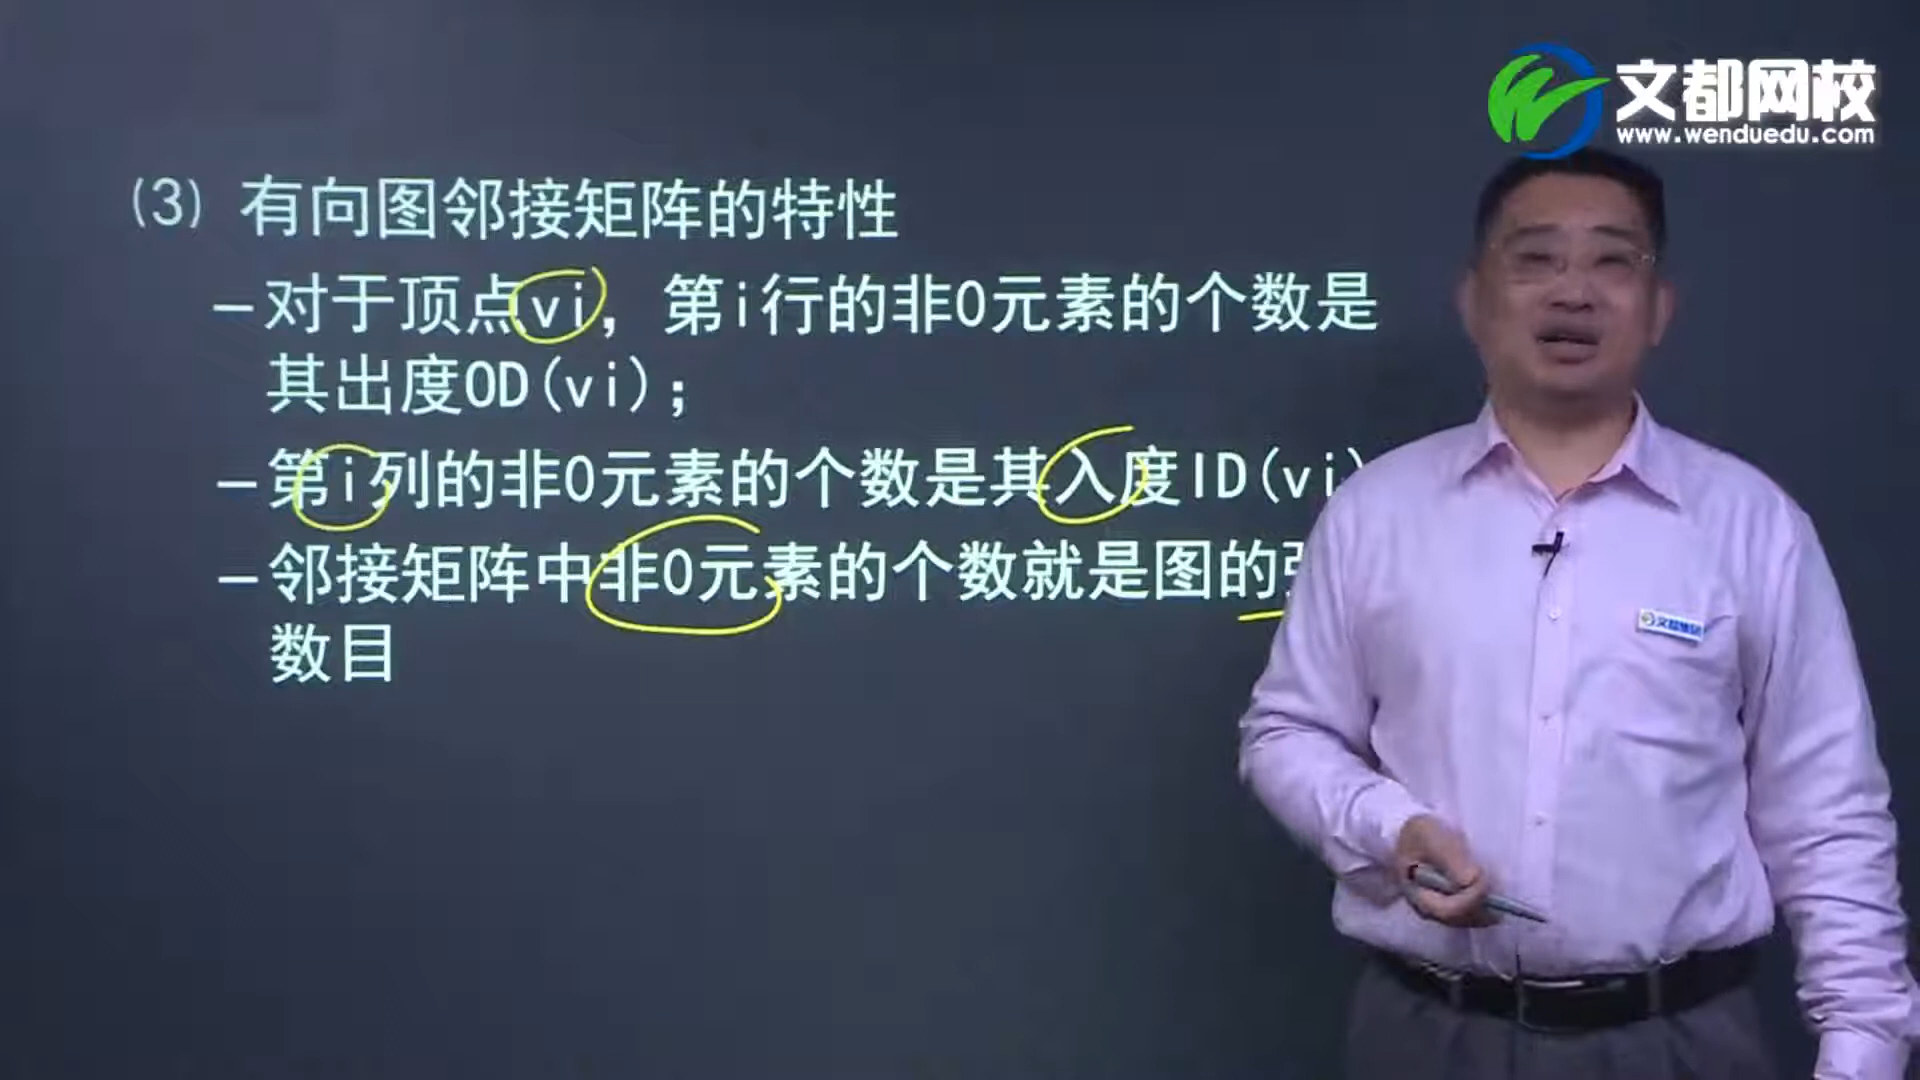 文都网校
www.wenduedu.com
(3) 有向图邻接矩阵的特性
–对于顶点vi，第i行的非0元素的个数是
其出度OD(vi)；
–第i列的非0元素的个数是其入度ID(vi)
–邻接矩阵中非0元素的个数就是图的
数目
文都集团